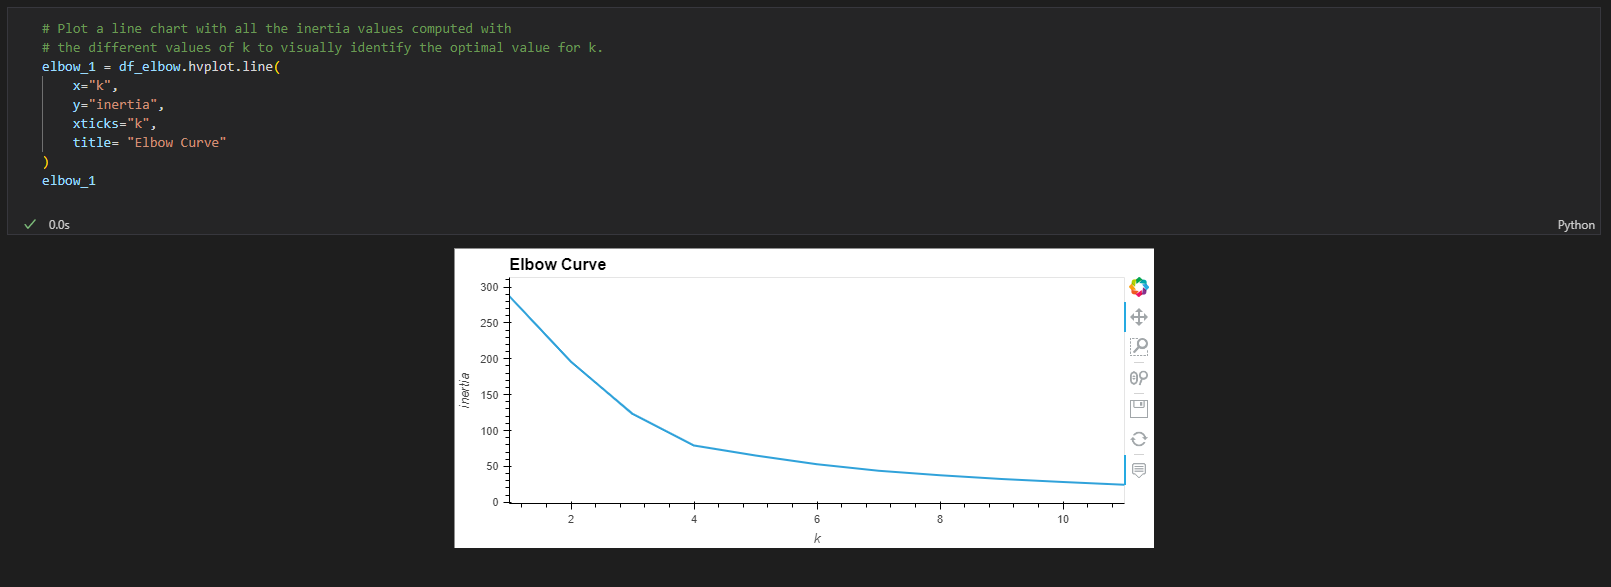 # Plot a line chart with all the inertia values computed with
# the different values of k to visually identify the optimal value for k.
elbow_1 = df_elbow.hvplot.line(
    x="k",
    y="inertia",
    xticks="k",
    title= "Elbow Curve"
)
elbow_1
0.0s
Python
Elbow Curve
300
250
200
150
100
50
0
inertia
2 4 6 8 10
k